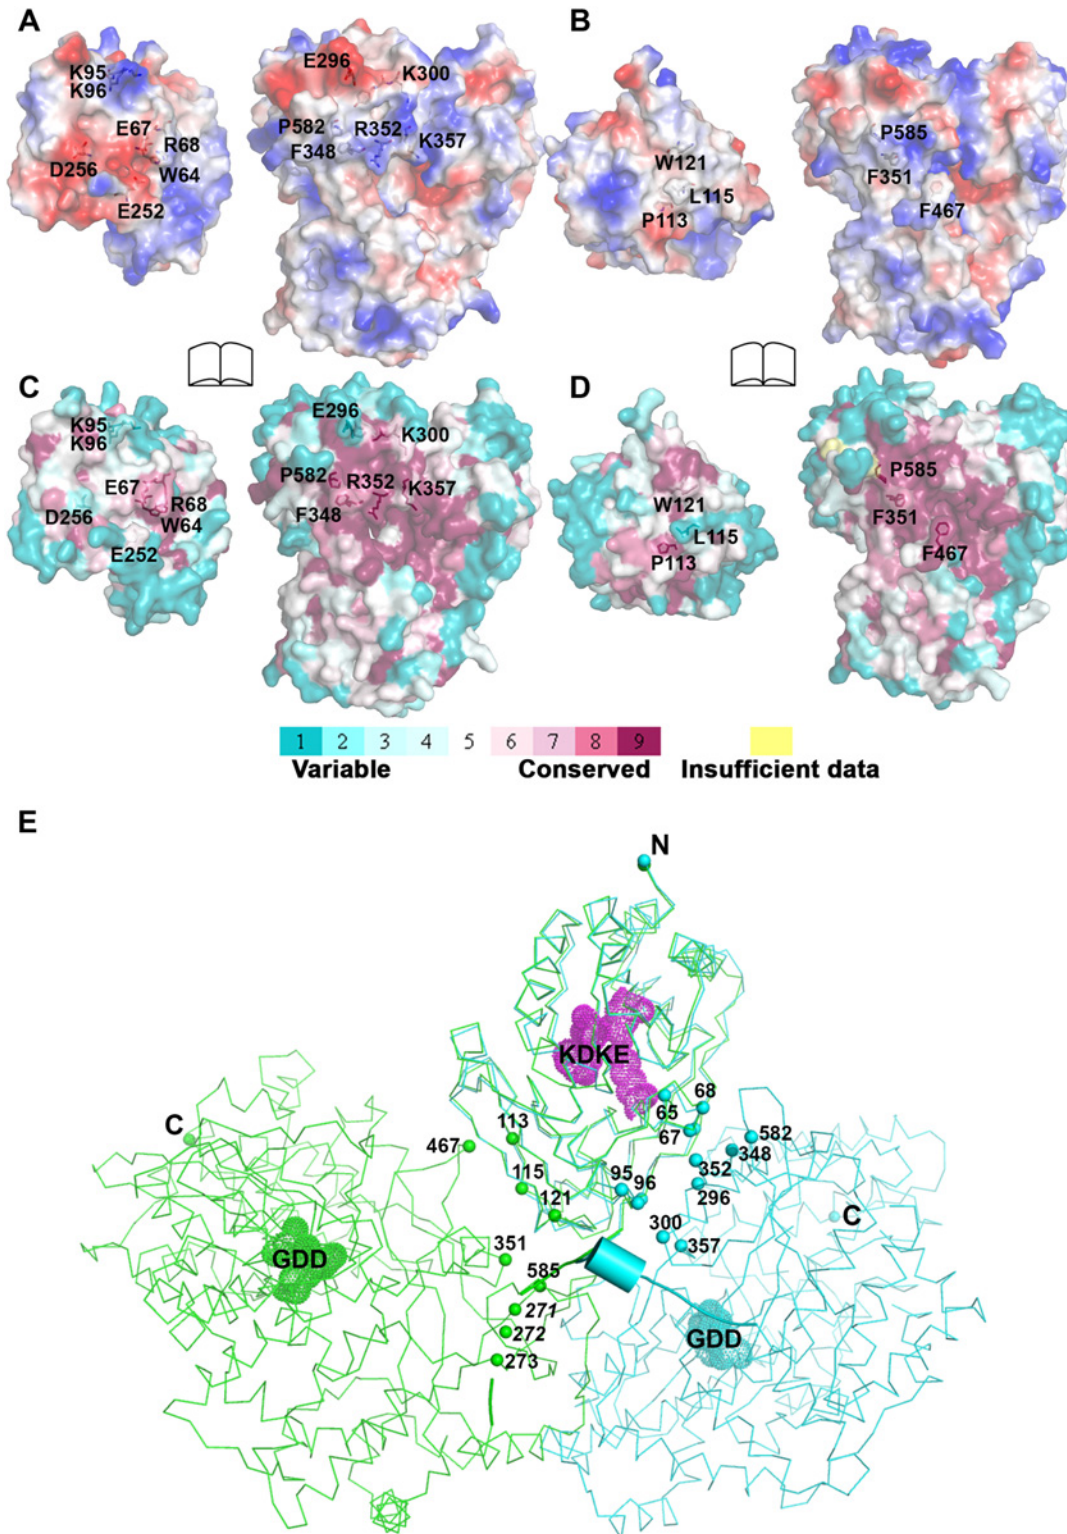 A
K95
K96
E67
R68
D256
W64
E252
E296
K300
P582
R352
F348
K357
B
W121
L115
P113
P585
F351
F467
C
K95
K96
E67
R68
D256
W64
E252
E296
K300
P582
R352
F348
K357
D
W121
L115
P113
P585
F351
F467
1 2 3 4 5 6 7 8 9
Variable Conserved Insufficient data
E
N
KDKE
65
68
67
582
348
352
296
C
467
113
115
95
96
121
300
357
C
351
585
GDD
271
272
273
GDD